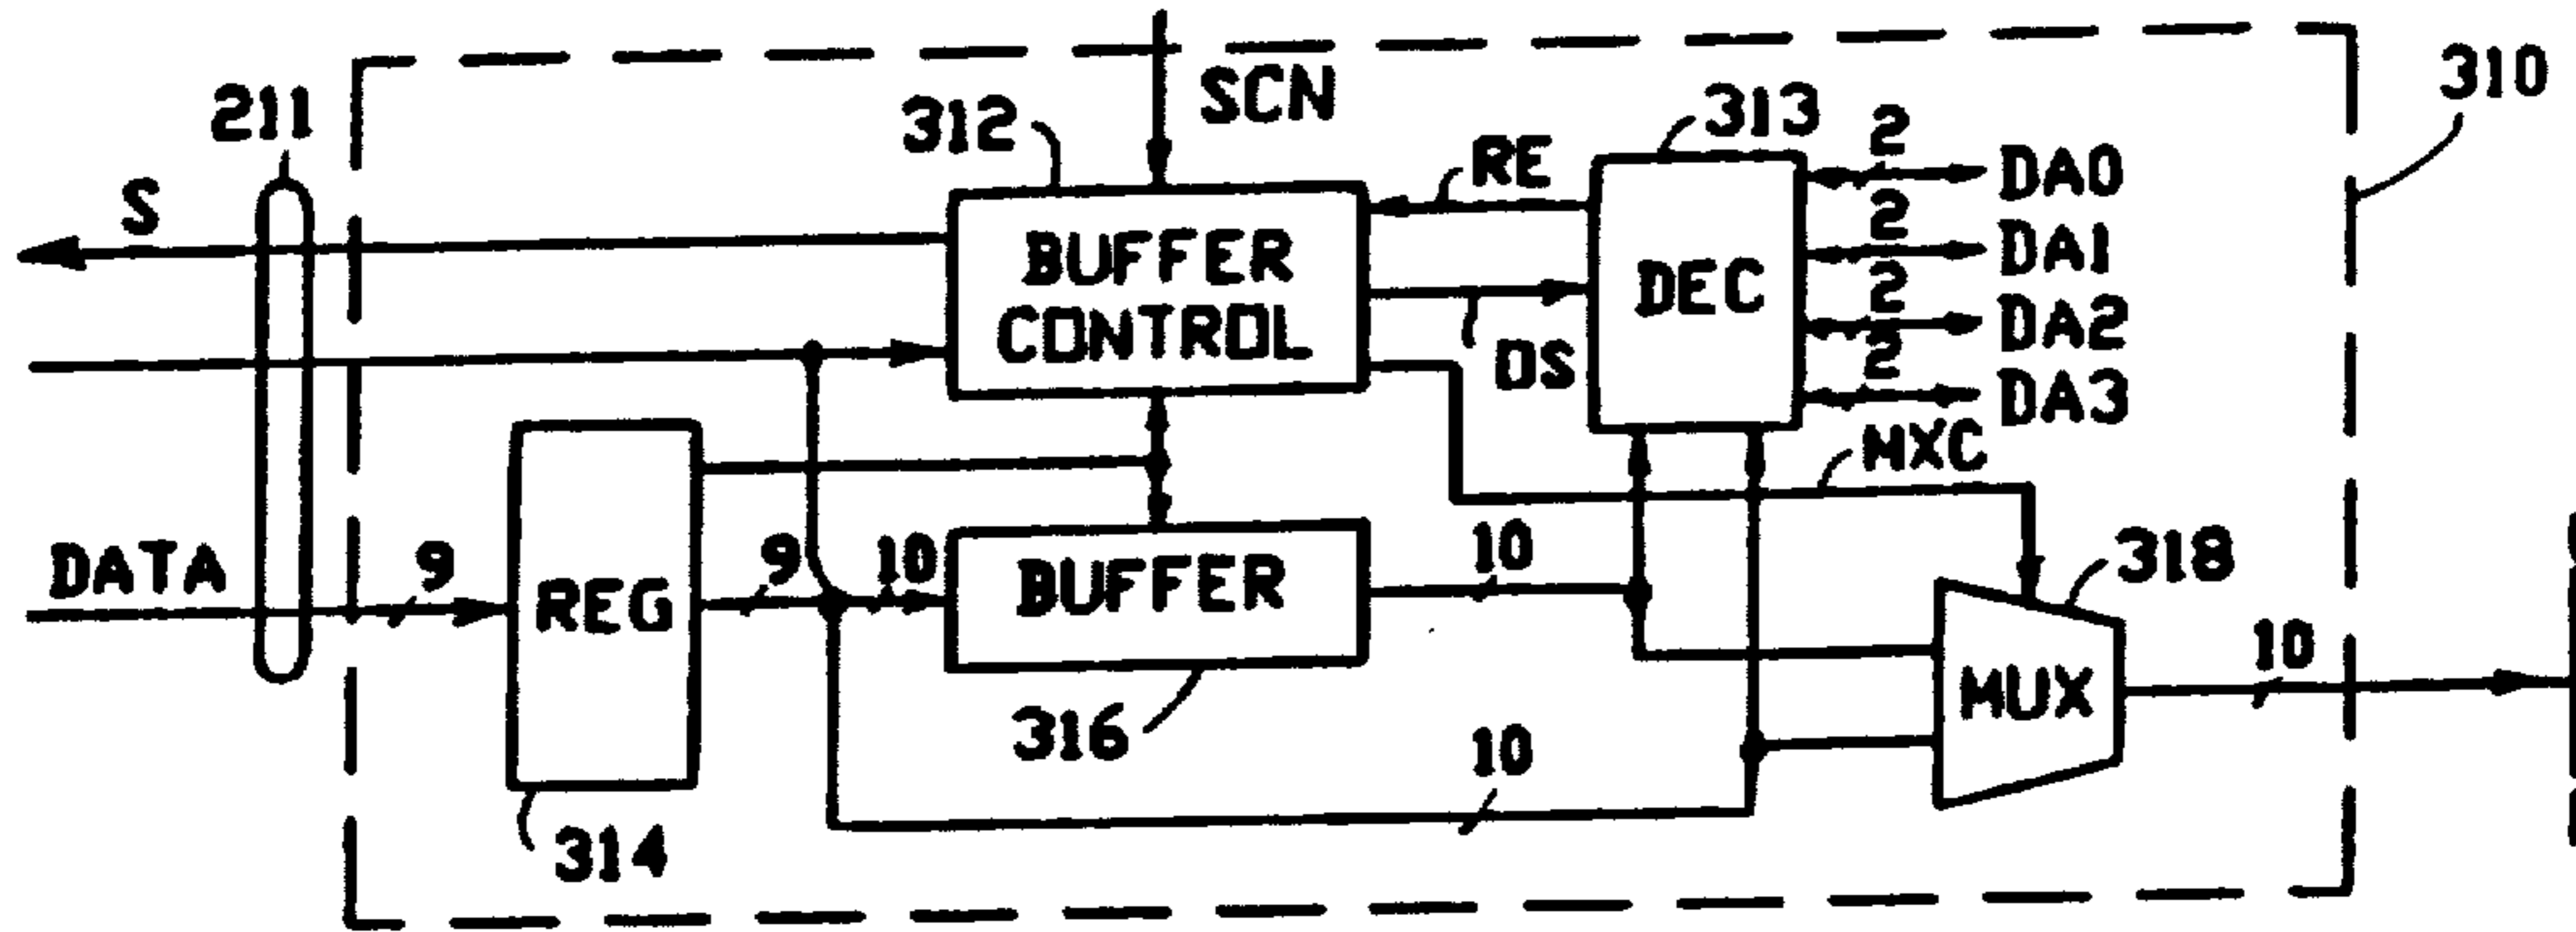 310
211
SCN
312
313
RE
2
DA0
S
2
DA1
BUFFER
CONTROL
DEC
2
DA2
DS
2
DA3
MXC
318
DATA
9
REG
9
10
BUFFER
10
10
MUX
316
10
314